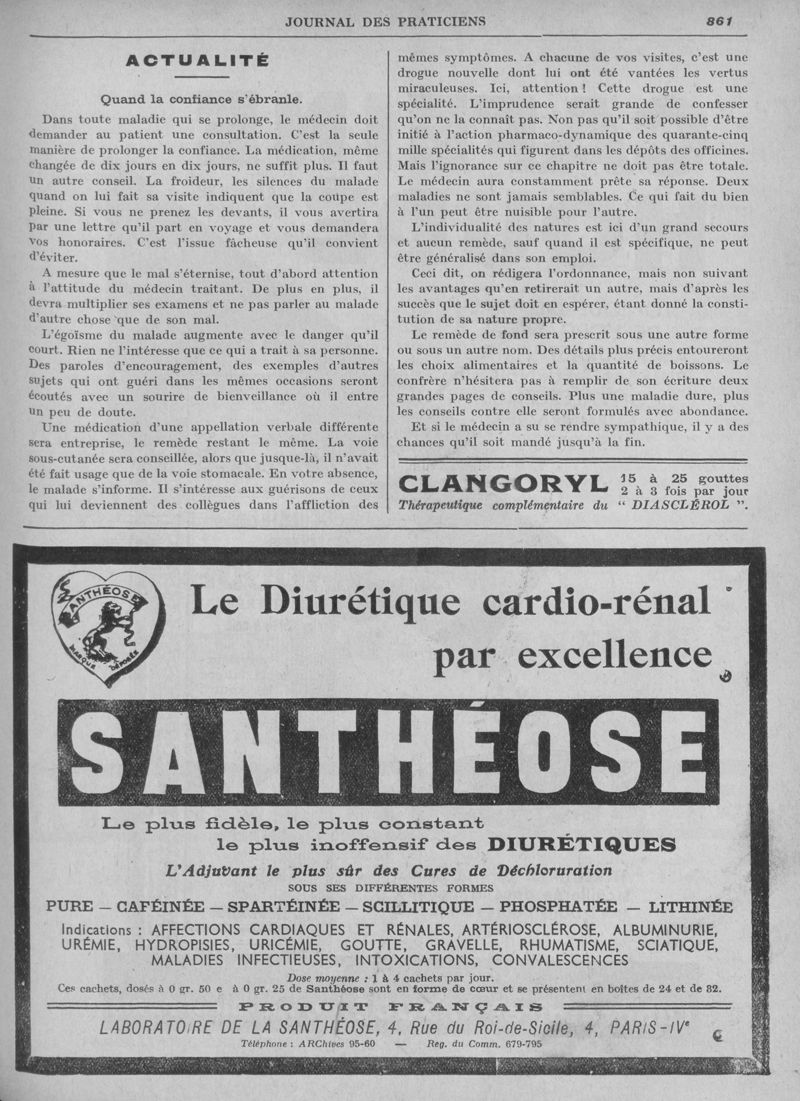 JOURNAL DES PRATICIENS 861
ACTUALITÉ
Quand la confiance s'ébranle.
Dans toute maladie qui se prolonge, le médecin doit
demander au patient une consultation. C'est la seule
manière de prolonger la confiance. La médication, même
changée de dix jours en dix jours, ne suffit plus. Il faut
un autre conseil. La froideur, les silences du malade
quand on lui fait sa visite indiquent que la coupe est
pleine. Si vous ne prenez les devants, il vous avertira
par une lettre qu'il part en voyage et vous demandera
vos honoraires. C'est l'issue fâcheuse qu'il convient
d'éviter.
A mesure que le mal s'éternise, tout d'abord attention
à l'attitude du médecin traitant. De plus en plus, il
devra multiplier ses examens et ne pas parler au malade
d'autre chose que de son mal.
L'égoïsme du malade augmente avec le danger qu'il
court. Rien ne l'intéresse que ce qui a trait à sa personne.
Des paroles d'encouragement, des exemples d'autres
sujets qui ont guéri dans les mêmes occasions seront
écoutés avec un sourire de bienveillance où il entre
un peu de doute.
Une médication d'une appellation verbale différente
sera entreprise, le remède restant le même. La voie
sous-cutanée sera conseillée, alors que jusque-là, il n'avait
été fait usage que de la voie stomacale. En votre absence,
le malade s'informe. Il s'intéresse aux guérisons de ceux
qui lui deviennent des collègues dans l'affliction des
mêmes symptômes. A chacune de vos visites, c'est une
drogue nouvelle dont lui ont été vantées les vertus
miraculeuses. Ici, attention ! Cette drogue est une
spécialité. L'imprudence serait grande de confesser
qu'on ne la connaît pas. Non pas qu'il soit possible d'être
initié à l'action pharmaco-dynamique des quarante-cinq
mille spécialités qui figurent dans les dépôts des officines.
Mais l'ignorance sur ce chapitre ne doit pas être totale.
Le médecin aura constamment prête sa réponse. Deux
maladies ne sont jamais semblables. Ce qui fait du bien
à l'un peut être nuisible pour l'autre.
L'individualité des natures est ici d'un grand secours
et aucun remède, sauf quand il est spécifique, ne peut
être généralisé dans son emploi.
Ceci dit, on rédigera l'ordonnance, mais non suivant
les avantages qu'en retirerait un autre, mais d'après les
succès que le sujet doit en espérer, étant donné la consti-
tution de sa nature propre.
Le remède de fond sera prescrit sous une autre forme
ou sous un autre nom. Des détails plus précis entoureront
les choix alimentaires et la quantité de boissons. Le
confrère n'hésitera pas à remplir de son écriture deux
grandes pages de conseils. Plus une maladie dure, plus
les conseils contre elle seront formulés avec abondance.
Et si le médecin a su se rendre sympathique, il y a des
chances qu'il soit mandé jusqu'à la fin.
CLANGORYL 15 à 25 gouttes
2 à 3 fois par jour
Thérapeutique complémentaire du " DIASCLÉROL ".
SANTHÉOSE
MARQUE DÉPOSÉE
Le Diurétique cardio-rénal
par excellence
SANTHÉOSE
Le plus fidèle, le plus constant
le plus inoffensif des DIURÉTIQUES
L'Adjuvant le plus sûr des Cures de Déchloruration
SOUS SES DIFFÉRENTES FORMES
PURE — CAFÉINÉE — SPARTÉINÉE — SCILLITIQUE — PHOSPHATÉE — LITHINÉE
Indications : AFFECTIONS CARDIAQUES ET RÉNALES, ARTÉRIOSCLÉROSE, ALBUMINURIE,
URÉMIE, HYDROPISIES, URICÉMIE, GOUTTE, GRAVELLE, RHUMATISME, SCIATIQUE,
MALADIES INFECTIEUSES, INTOXICATIONS, CONVALESCENCES
Dose moyenne : 1 à 4 cachets par jour.
Ces cachets, dosés à 0 gr. 50 e à 0 gr. 25 de Santhéose sont en forme de cœur et se présentent en boîtes de 24 et de 32.
PRODUIT FRANÇAIS
LABORATOIRE DE LA SANTHÉOSE, 4, Rue du Roi-de-Sicile, 4, PARIS-IVe
Téléphone : ARChives 95-60 — Reg. du Comm. 679-795